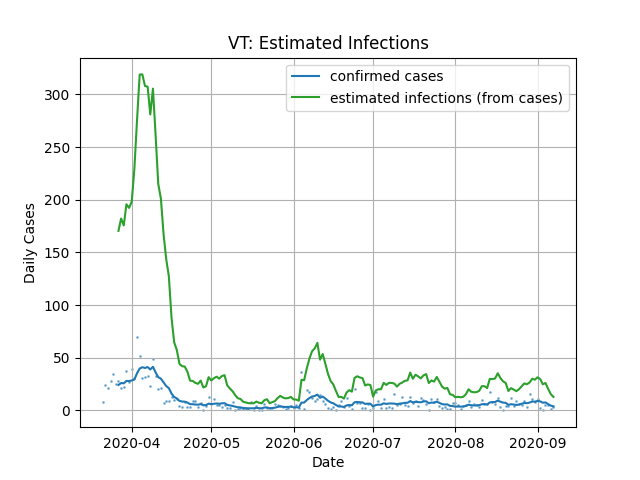 VT: Estimated Infections
confirmed cases
estimated infections (from cases)
Daily Cases
300
250
200
150
100
50
0
2020-04 2020-05 2020-06 2020-07 2020-08 2020-09
Date